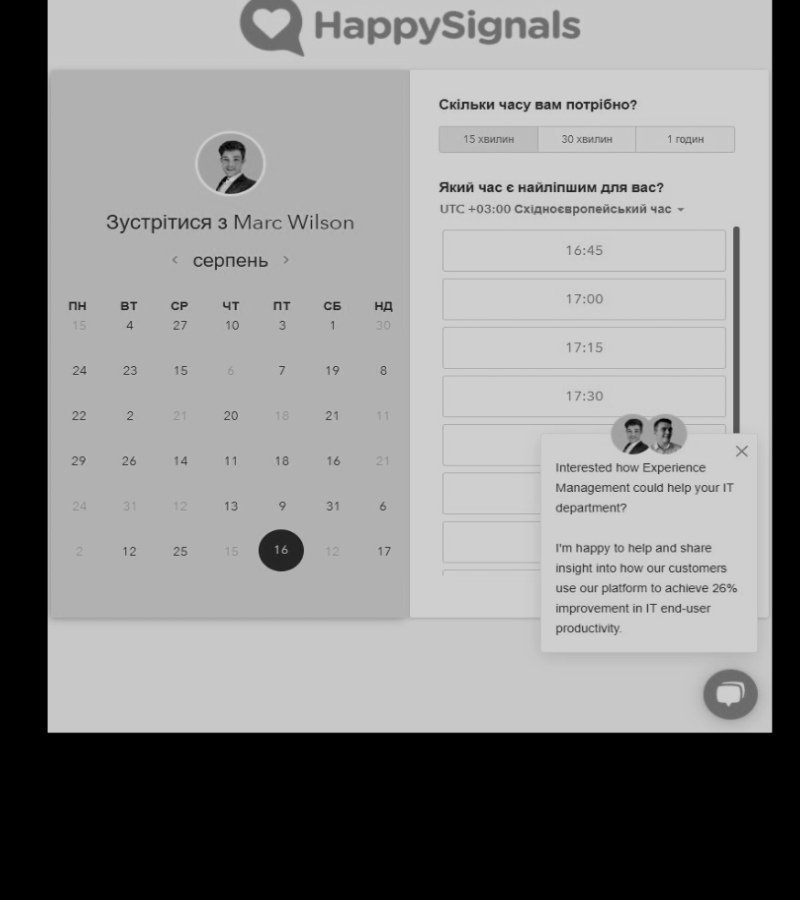 HappySignals
Зустрітися з Marc Wilson
серпень
ПН ВТ СР ЧТ ПТ СБ НД
15 4 27 10 3 1 30
24 23 15 6 7 19 8
22 2 21 20 18 21 11
29 26 14 11 18 16 21
24 31 12 13 9 31 6
2 12 25 15 16 12 17
Скільки часу вам потрібно?
15 хвилин 30 хвилин 1 годин
Який час є найліпшим для вас?
UTC +03:00 Східноєвропейський час
16:45
17:00
17:15
17:30
Interested how Experience
Management could help your IT
department?
I'm happy to help and share
insight into how our customers
use our platform to achieve 26%
improvement in IT end-user
productivity.